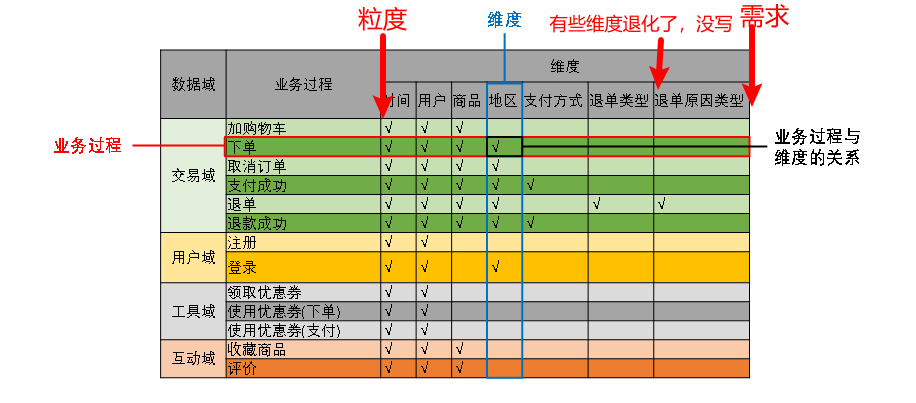 粒度
维度
有些维度退化了，没写
需求
数据域 业务过程 维度
时间 用户 商品 地区 支付方式 退单类型 退单原因类型
交易域
加购物车 √ √ √
业务过程
下单 √ √ √ √
业务过程与
维度的关系
取消订单 √ √ √ √
支付成功 √ √ √ √ √
退单 √ √ √ √ √ √
退款成功 √ √ √ √ √
用户域
注册 √ √
登录 √ √ √
工具域
领取优惠券 √ √
使用优惠券(下单) √ √
使用优惠券(支付) √ √
互动域
收藏商品 √ √ √
评价 √ √ √